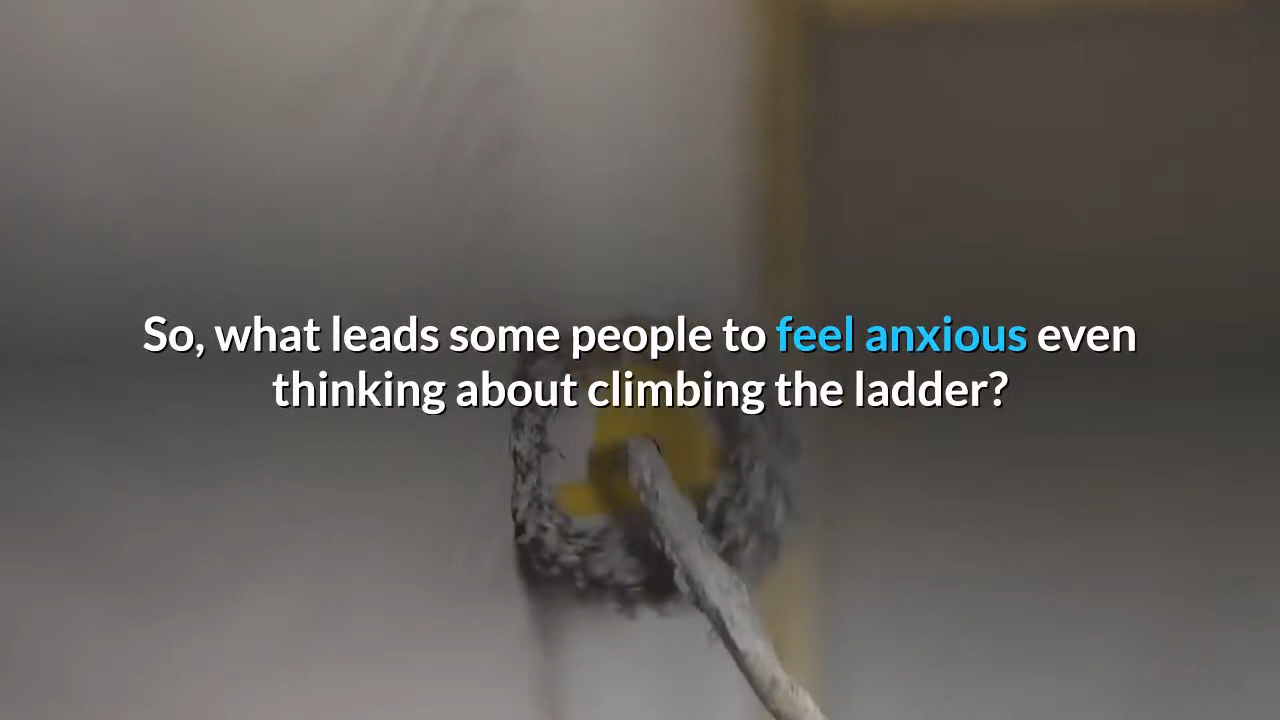 So, what leads some people to feel anxious even
thinking about climbing the ladder?